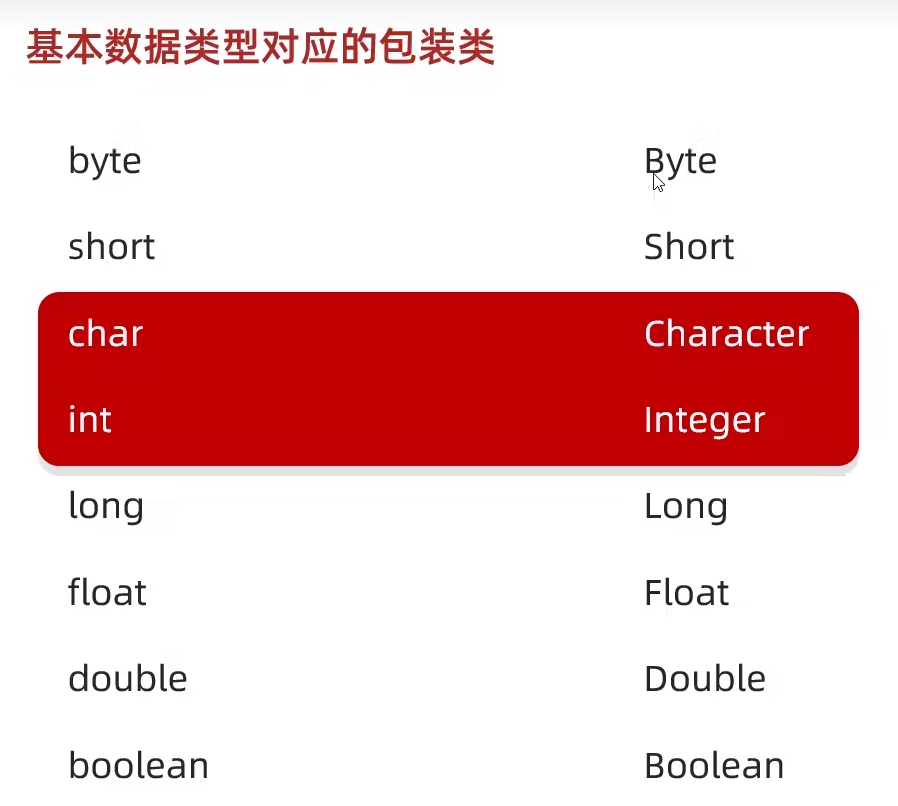 基本数据类型对应的包装类
byte Byte
short Short
char Character
int Integer
long Long
float Float
double Double
boolean Boolean